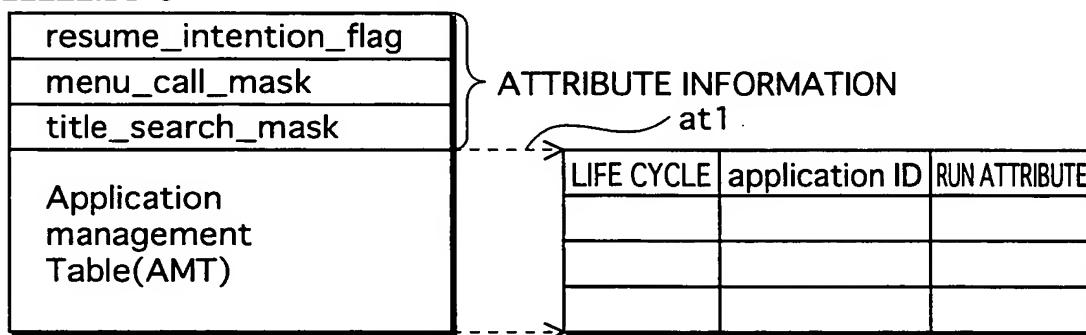 resume_intention_flag
menu_call_mask
title_search_mask
ATTRIBUTE INFORMATION
at1
Application
management
Table(AMT)
LIFE CYCLE application ID RUN ATTRIBUTE